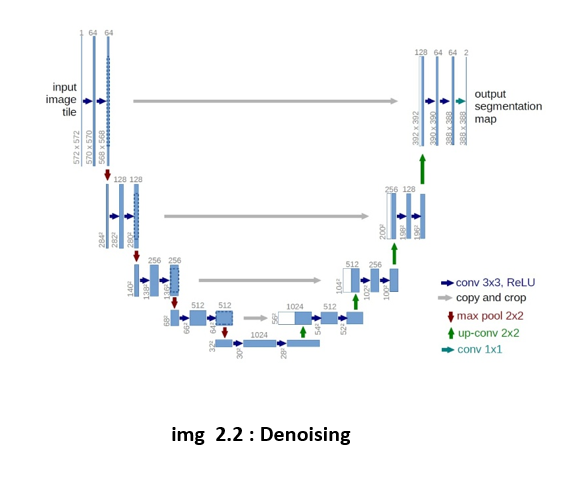 1 64 64
128 64 64 2
input
image
tile
output
segmentation
map
572 x 572
570 x 570
568 x 568
392 x 392
390 x 390
388 x 388
388 x 388
128 128
256 128
284²
282²
280²
200²
198²
196²
256 256
512 256
140²
138²
136²
104²
102²
100²
512 512
1024 512
68²
66²
64²
56²
54²
52²
1024
32²
30²
28²
conv 3x3, ReLU
copy and crop
max pool 2x2
up-conv 2x2
conv 1x1
img 2.2 : Denoising